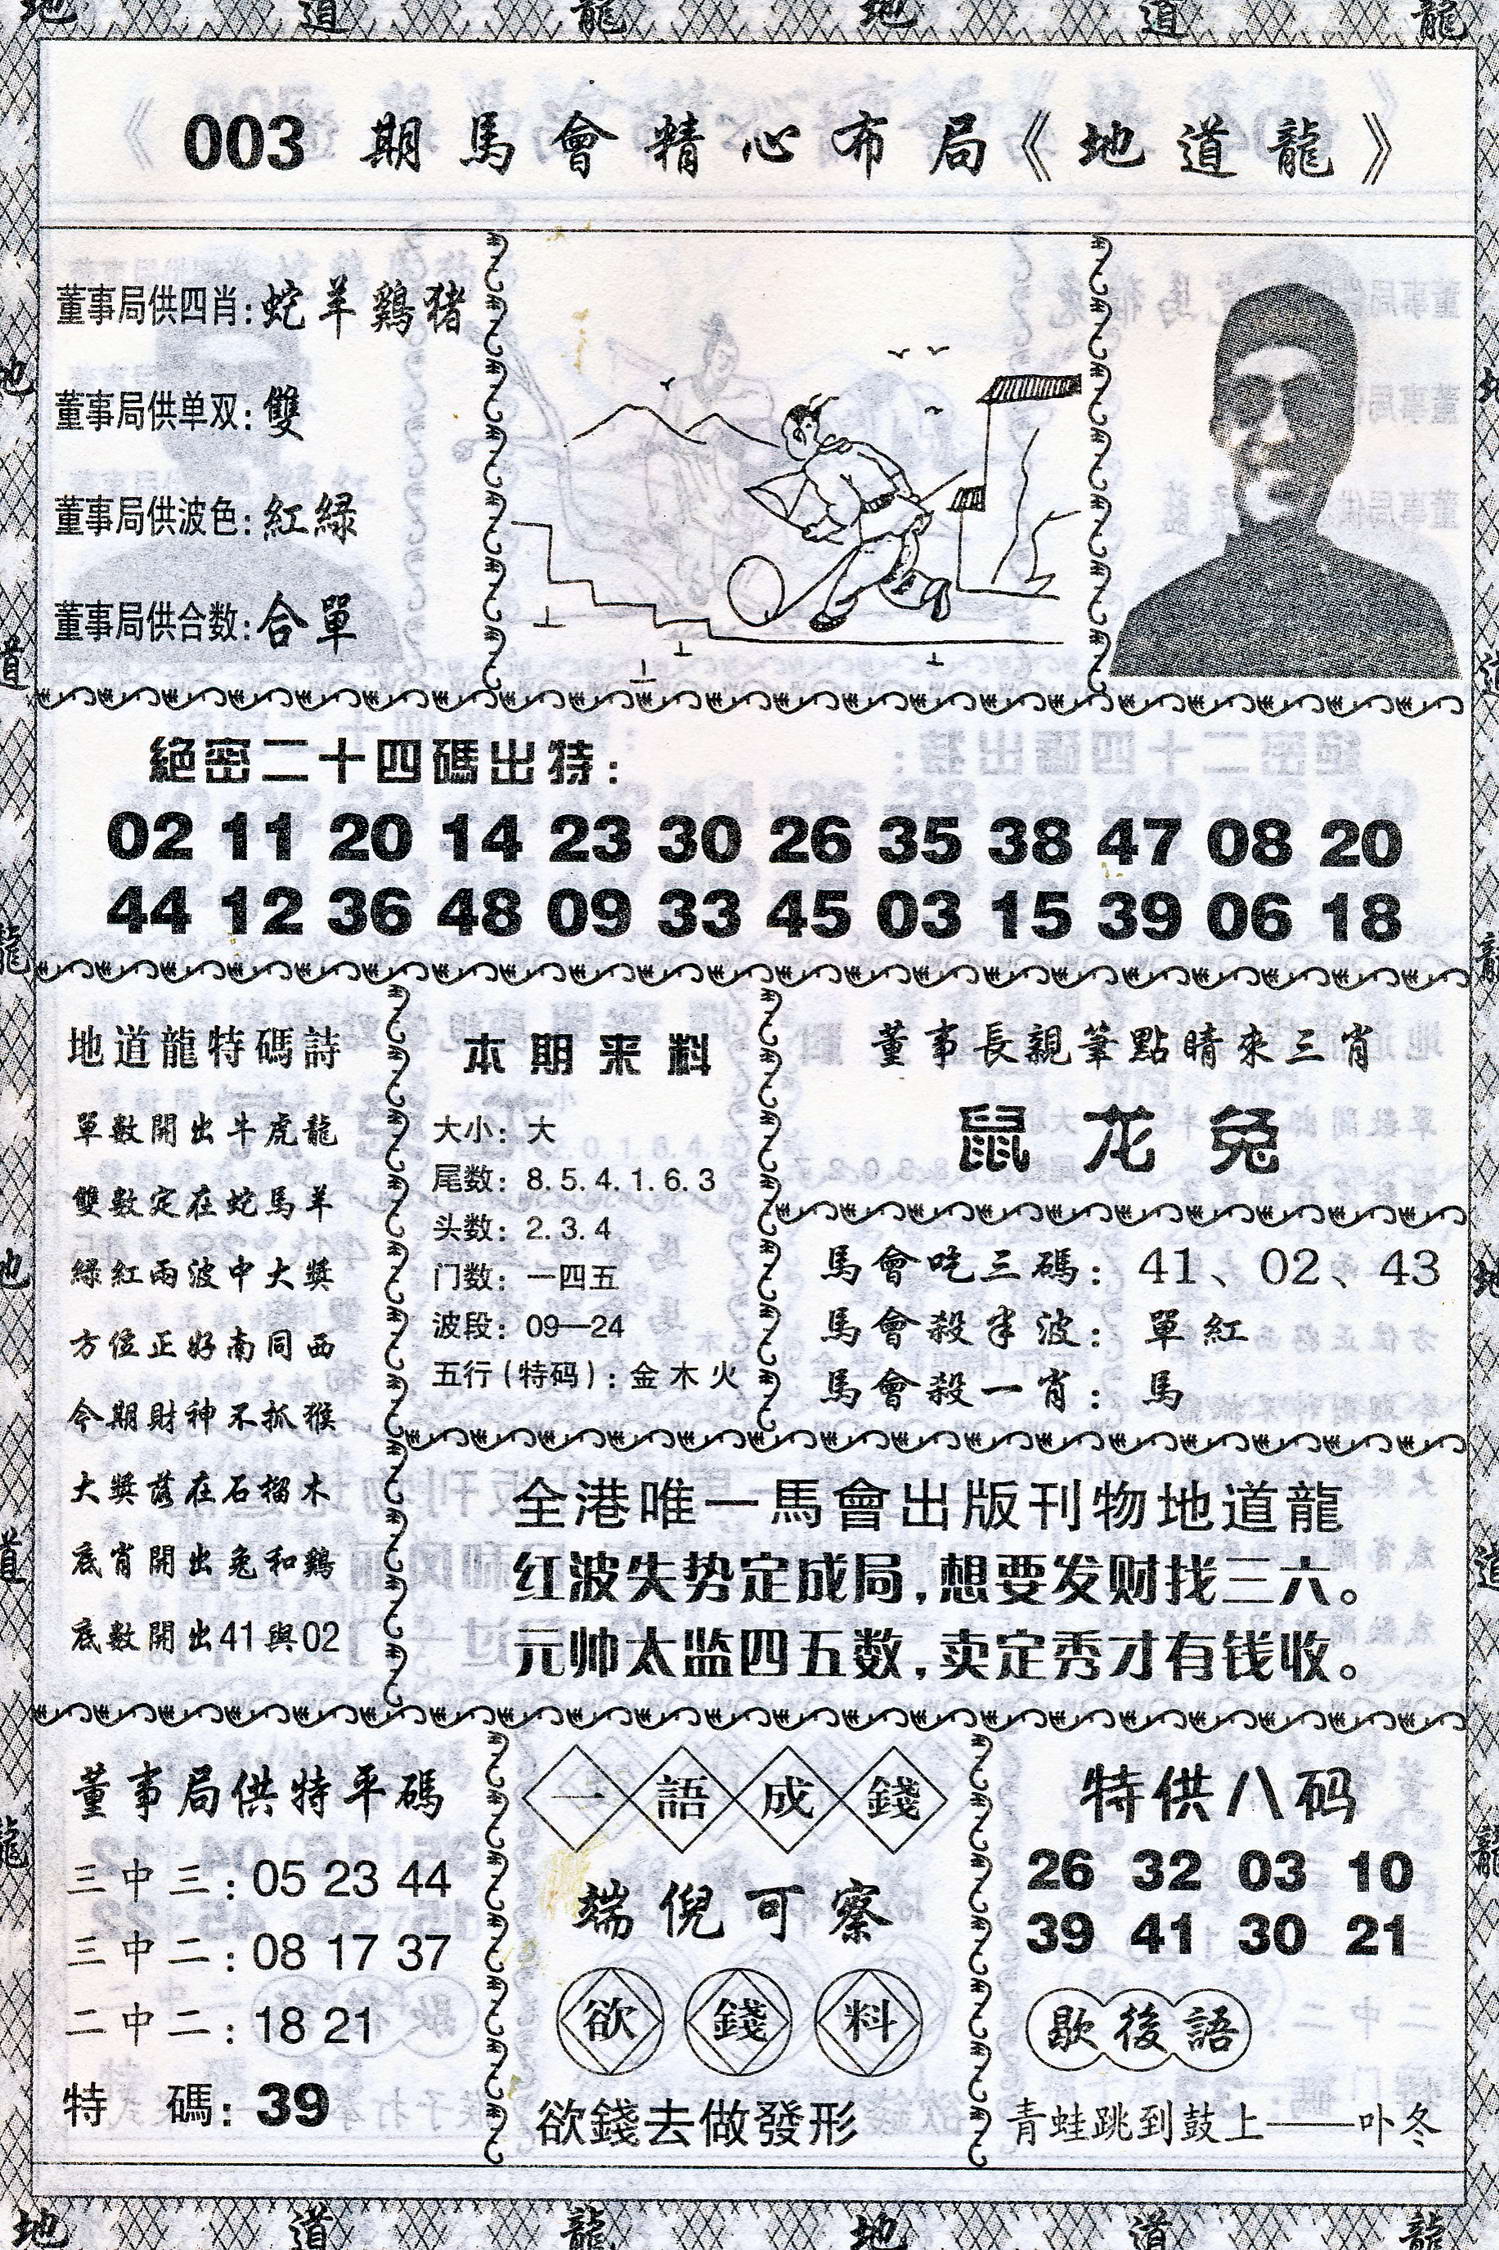 003 期馬會精心布局《地道龍》
董事局供四肖:蛇羊鷄猪
董事局供单双:雙
董事局供波色:紅緑
董事局供合数:合單
絕密二十四碼出特:
02 11 20 14 23 30 26 35 38 47 08 20
44 12 36 48 09 33 45 03 15 39 06 18
地道龍特碼詩
單數開出牛虎龍
雙數定在蛇馬羊
緑紅兩波中大獎
方位正好南同西
今期財神不抓猴
大獎落在石榴木
底肖開出兔和鷄
底數開出41與02
本期来料
大小: 大
尾数: 8.5.4.1.6.3
头数: 2.3.4
门数: 一四五
波段: 09—24
五行(特码): 金木火
董事長親筆點睛來三肖
鼠龙兔
馬會吃三碼: 41、02、43
馬會殺半波: 單紅
馬會殺一肖: 馬
全港唯一馬會出版刊物地道龍
红波失势定成局,想要发财找三六。
元帅太监四五数,卖定秀才有钱收。
董事局供特平碼
三中三:05 23 44
三中二:08 17 37
二中二:18 21
特碼:39
一語成錢
端倪可察
欲錢料
欲錢去做發形
特供八码
26 32 03 10
39 41 30 21
歇後語
青蛙跳到鼓上——卟冬
地道龍地道龍
地道龍地道龍
地道龍地道龍
地道龍地道龍